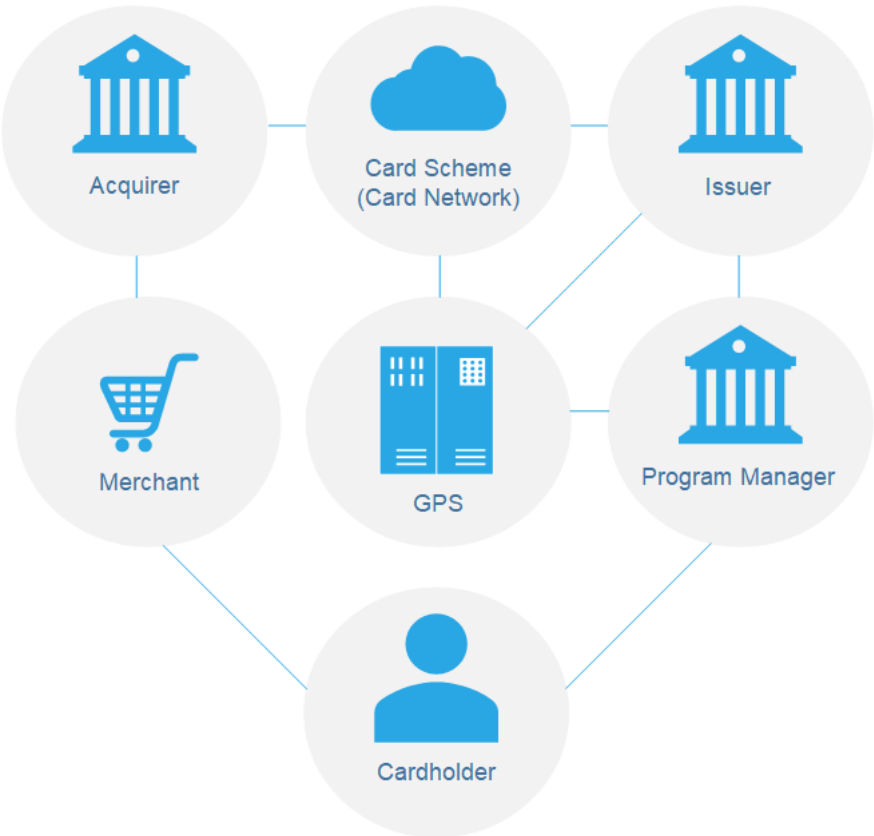 Acquirer
Card Scheme
(Card Network)
Issuer
Merchant
GPS
Program Manager
Cardholder